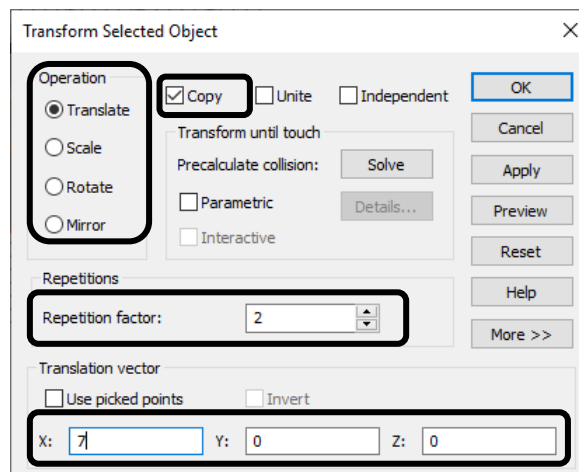 Transform Selected Object
Operation
Translate
Scale
Rotate
Mirror
Copy
Unite
Independent
Transform until touch
Precalculate collision:
Solve
Parametric
Details...
Interactive
OK
Cancel
Apply
Preview
Reset
Help
More >>
Repetitions
Repetition factor:
2
Translation vector
Use picked points
Invert
X: 7 Y: 0 Z: 0